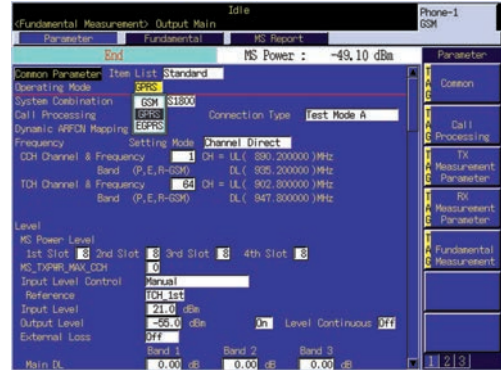 Idle
Phone-1
<Fundamental Measurement> Output Main
GSM
Parameter Fundamental MS Report
End MS Power : -49.10 dBm Parameter
Common Parameter Item List Standard
Operating Mode GPRS
System Combination GSM S1800
Call Processing GPRS Connection Type Test Mode A
Dynamic ARFCN Mapping EGPRS
Frequency Setting Mode Channel Direct
CCH Channel & Frequency 1 CH = UL( 890.200000 )MHz
Band (P,E,R-GSM) DL( 935.200000 )MHz
TCH Channel & Frequency 64 CH = UL( 902.800000 )MHz
Band (P,E,R-GSM) DL( 947.800000 )MHz
Level
MS Power Level
1st Slot 8 2nd Slot 8 3rd Slot 8 4th Slot 8
MS_TXPWR_MAX_CCH 0
Input Level Control Manual
Reference TCH_1st
Input Level 21.0 dBm
Output Level -55.0 dBm On Level Continuous Off
External Loss Off
Band 1 Band 2 Band 3
Main DL 0.00 dB 0.00 dB 0.00 dB
TAG Common
TAG Call Processing
TAG TX Measurement Parameter
TAG RX Measurement Parameter
TAG Fundamental Measurement
1 2 3